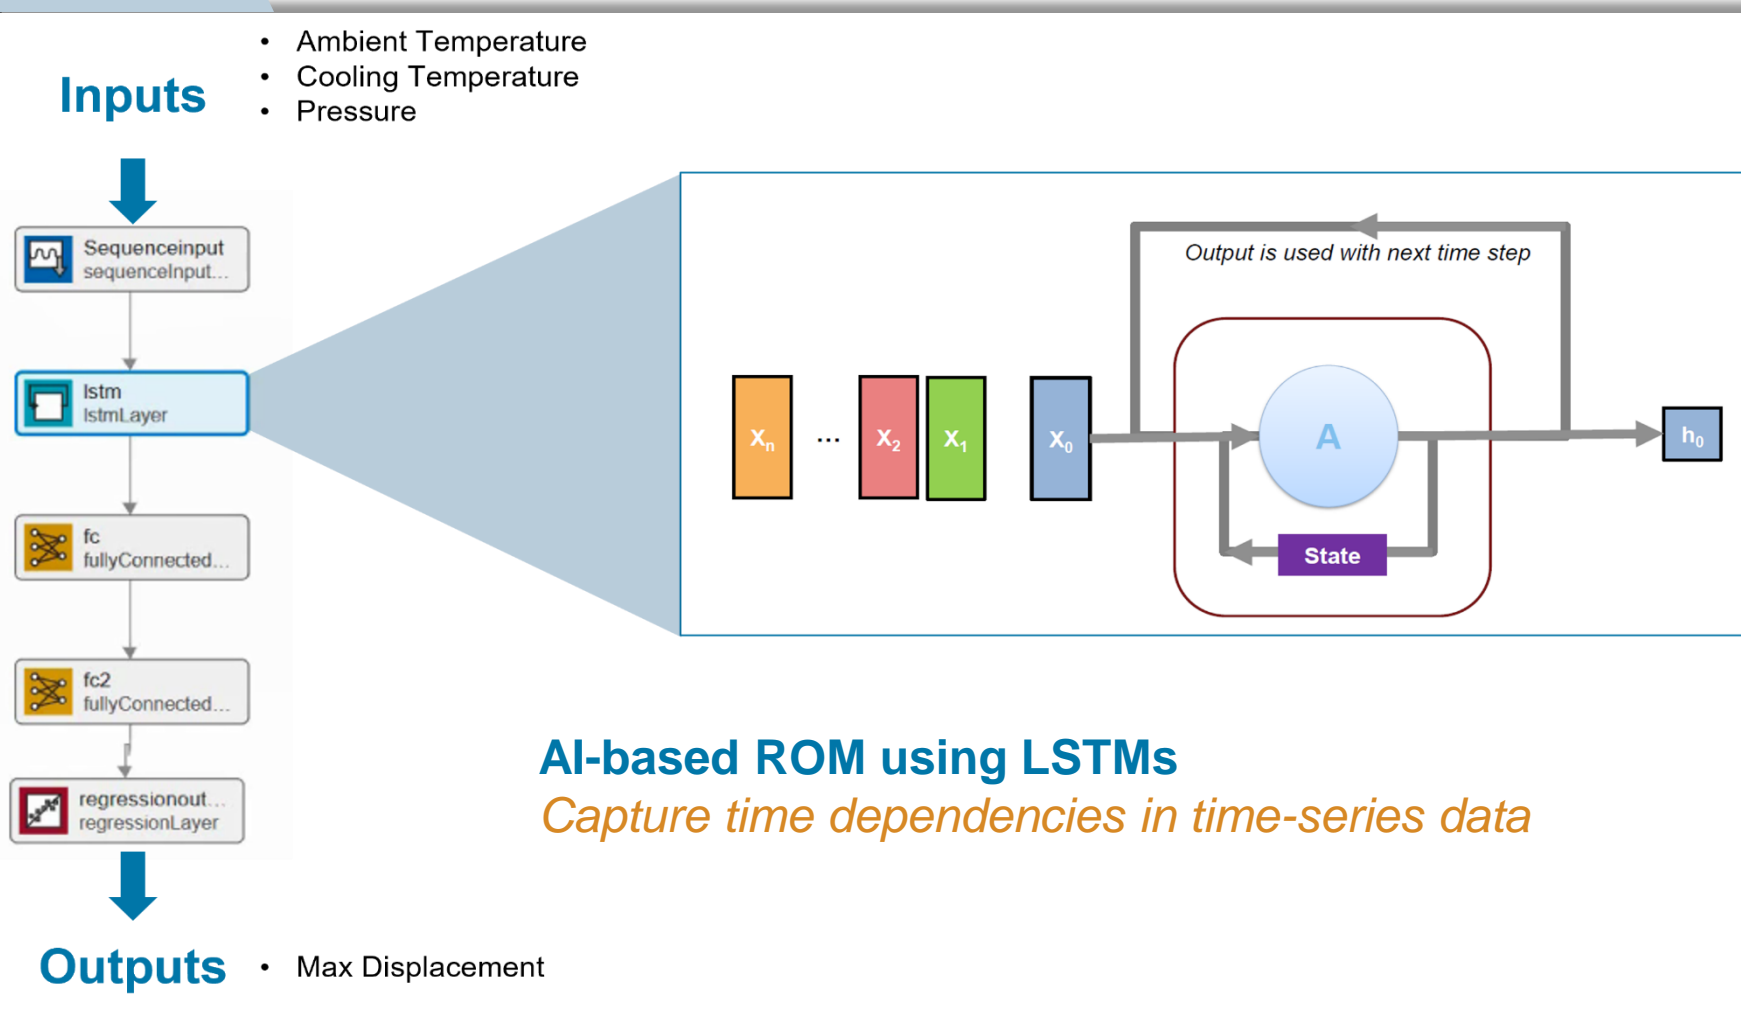 Inputs
• Ambient Temperature
• Cooling Temperature
• Pressure
Sequenceinput
sequenceInput...
lstm
lstmLayer
fc
fullyConnected...
fc2
fullyConnected...
regressionout...
regressionLayer
Output is used with next time step
Xn ... X2 X1 X0 A h0
State
AI-based ROM using LSTMs
Capture time dependencies in time-series data
Outputs
• Max Displacement